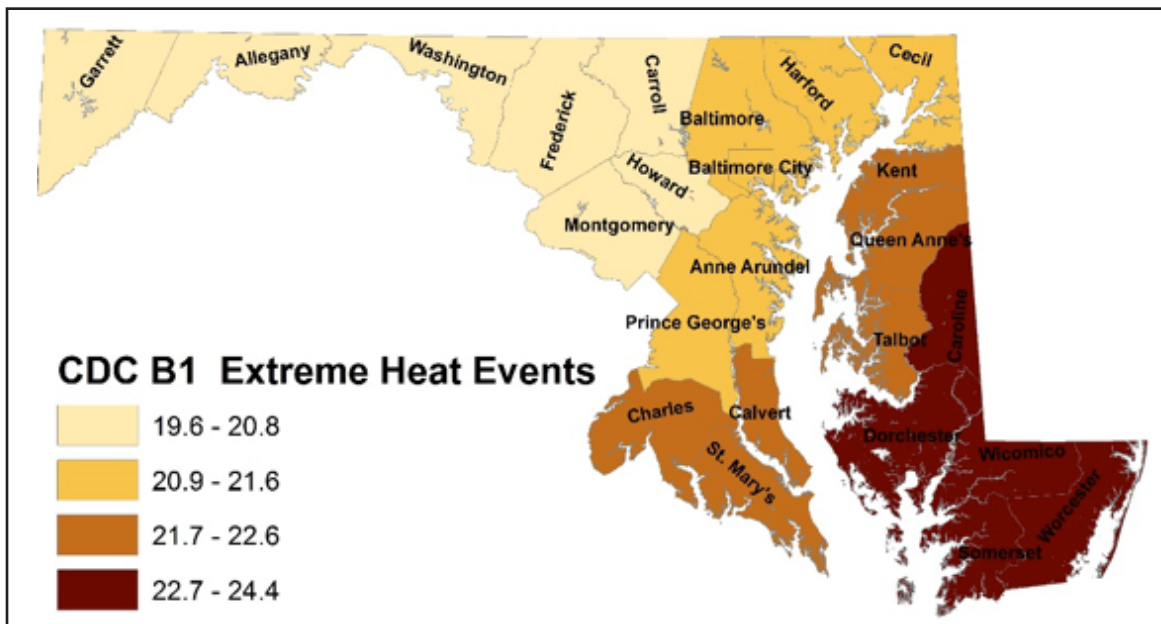 Garrett
Allegany
Washington
Frederick
Carroll
Baltimore
Harford
Cecil
Baltimore City
Howard
Montgomery
Kent
Queen Anne's
Anne Arundel
Prince George's
Talbot
Caroline
CDC B1 Extreme Heat Events
19.6 - 20.8
20.9 - 21.6
21.7 - 22.6
22.7 - 24.4
Charles
Calvert
St. Mary's
Dorchester
Wicomico
Worcester
Somerset